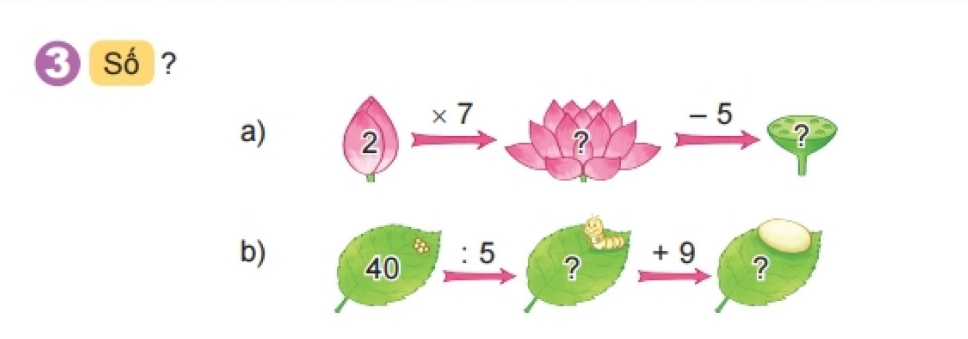 3 Số ?
a) 2 × 7 ? – 5 ?
b) 40 : 5 ? + 9 ?